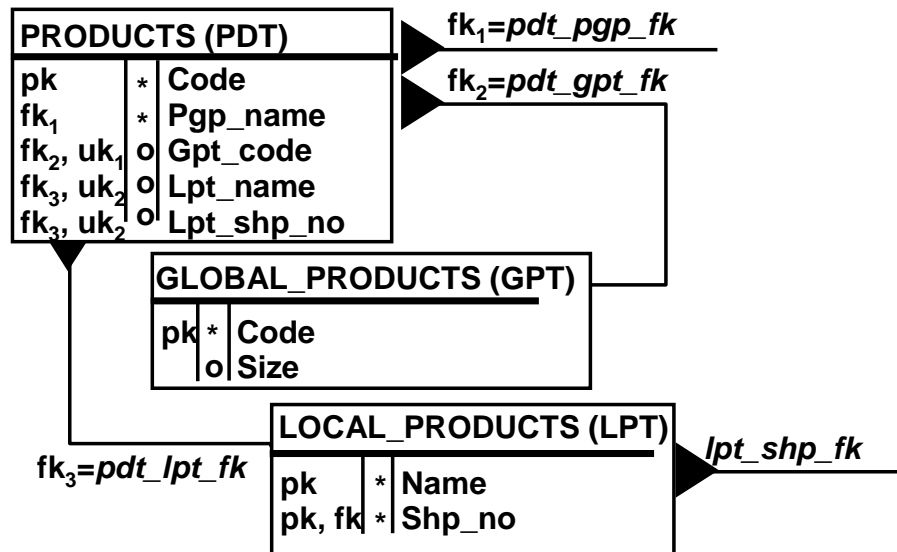 PRODUCTS (PDT)
pk * Code
fk₁ * Pgp_name
fk₂, uk₁ o Gpt_code
fk₃, uk₂ o Lpt_name
fk₃, uk₂ o Lpt_shp_no
fk₁=pdt_pgp_fk
fk₂=pdt_gpt_fk
GLOBAL_PRODUCTS (GPT)
pk * Code
o Size
fk₃=pdt_lpt_fk
LOCAL_PRODUCTS (LPT)
pk * Name
pk, fk * Shp_no
lpt_shp_fk